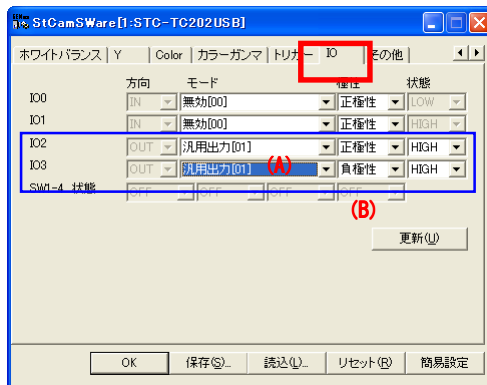 StCamSWare[1:STC-TC202USB]
ホワイトバランス Y Color カラーガンマ トリガー IO その他
方向 モード 極性 状態
IO0 IN 無効[00] 正極性 LOW
IO1 IN 無効[00] 正極性 HIGH
IO2 OUT 汎用出力[01] 正極性 HIGH
IO3 OUT 汎用出力[01] (A) 負極性 HIGH
SW1-4 状態 OFF OFF OFF OFF
(B)
更新(U)
OK 保存(S)... 読込(L)... リセット(R) 簡易設定